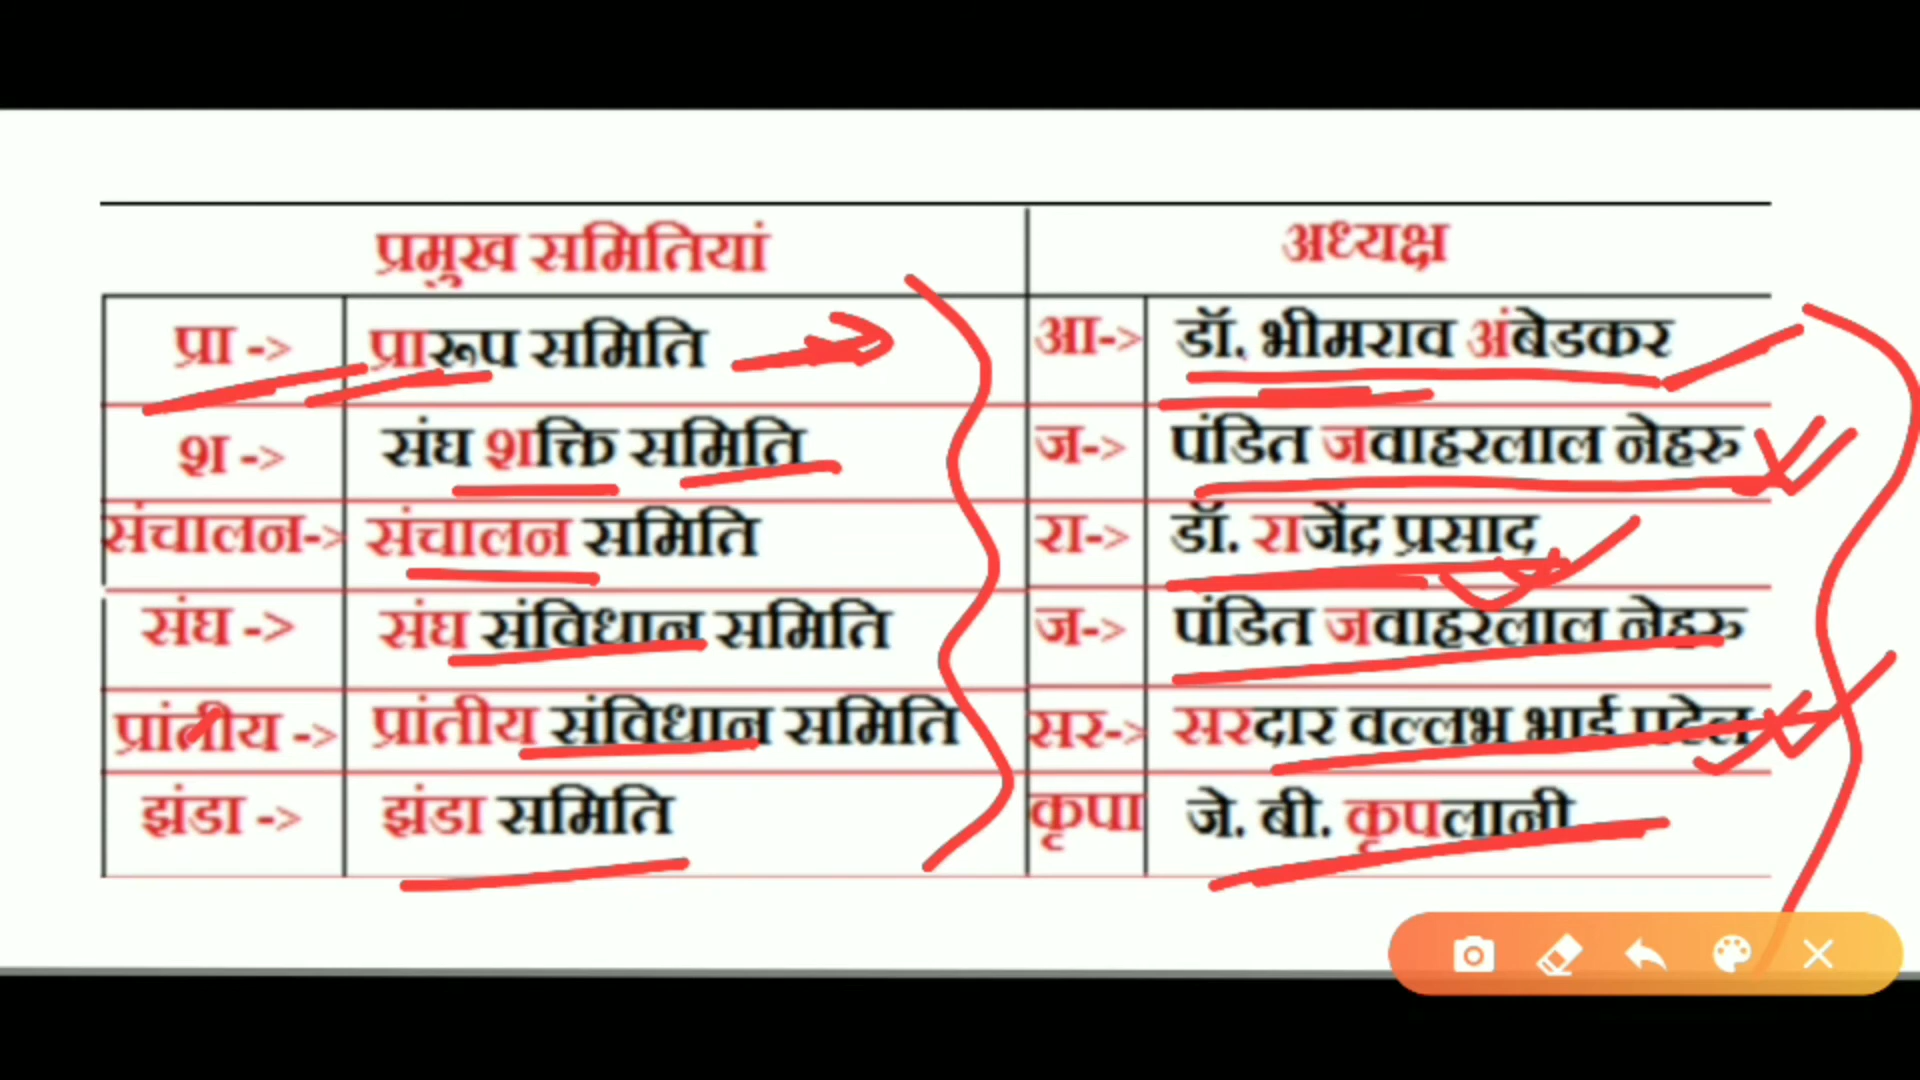 प्रमुख समितियां अध्यक्ष
प्रा -> प्रारूप समिति आ-> डॉ. भीमराव अंबेडकर
श -> संघ शक्ति समिति ज-> पंडित जवाहरलाल नेहरु
संचालन-> संचालन समिति रा-> डॉ. राजेंद्र प्रसाद
संघ -> संघ संविधान समिति ज-> पंडित जवाहरलाल नेहरु
प्रांतीय -> प्रांतीय संविधान समिति सर-> सरदार वल्लभ भाई पटेल
झंडा -> झंडा समिति कृपा जे. बी. कृपलानी